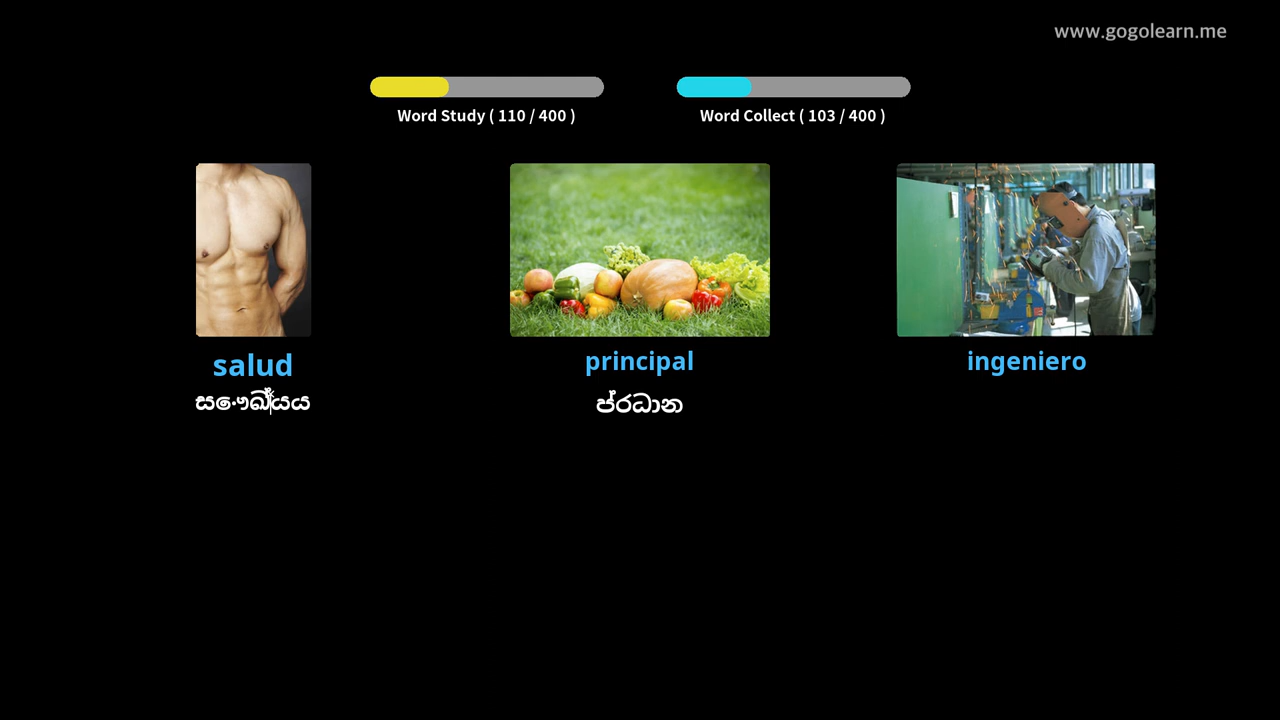 www.gogolearn.me
Word Study ( 110 / 400 )
Word Collect ( 103 / 400 )
salud
principal
ingeniero
සෞඛ්‍යය
ප්රධාන